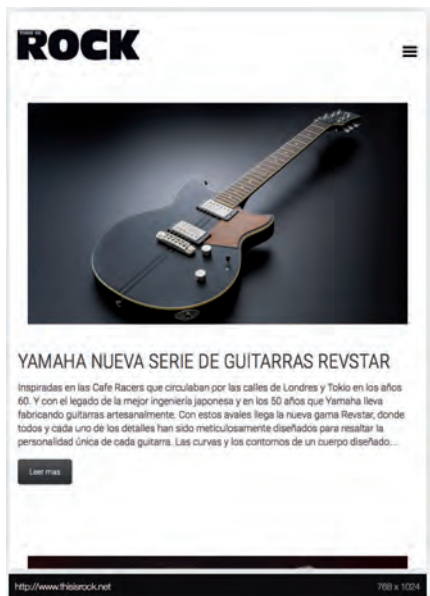 THIS IS
ROCK
YAMAHA NUEVA SERIE DE GUITARRAS REVSTAR
Inspiradas en las Cafe Racers que circulaban por las calles de Londres y Tokio en los años
60. Y con el legado de la mejor ingeniería japonesa y en los 50 años que Yamaha lleva
fabricando guitarras artesanalmente. Con estos avales llega la nueva gama Revstar, donde
todos y cada uno de los detalles han sido meticulosamente diseñados para resaltar la
personalidad única de cada guitarra. Las curvas y los contornos de un cuerpo diseñado...
Leer mas
http://www.thisisrock.net
768 x 1024